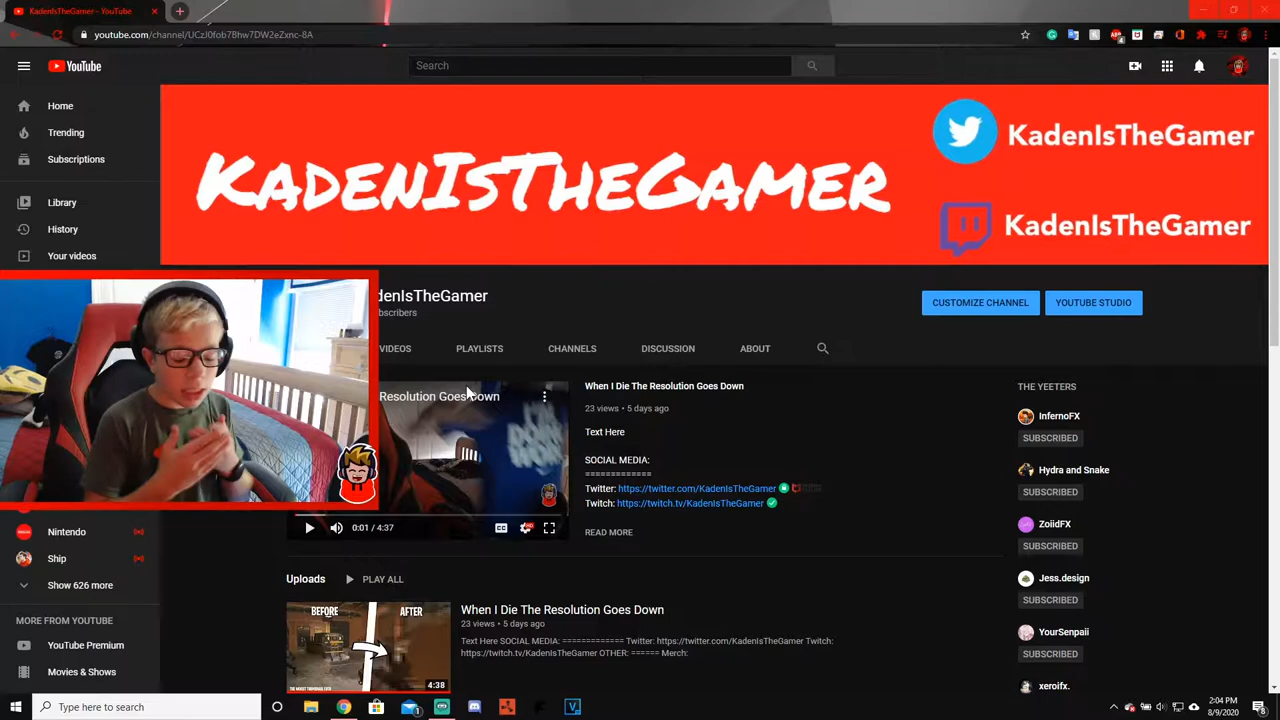 KadenIsTheGamer - YouTube
youtube.com/channel/UCzJ0fob7Bhw7DW2eZxnc-8A
YouTube
Search
Home
Trending
Subscriptions
Library
History
Your videos
KADENISTHEGAMER
KadenIsTheGamer
KadenIsTheGamer
denIsTheGamer
bscribers
CUSTOMIZE CHANNEL
YOUTUBE STUDIO
VIDEOS
PLAYLISTS
CHANNELS
DISCUSSION
ABOUT
Resolution Goes Down
0:01 / 4:37
When I Die The Resolution Goes Down
23 views • 5 days ago
Text Here
SOCIAL MEDIA:
=============
Twitter: https://twitter.com/KadenIsTheGamer
Twitch: https://twitch.tv/KadenIsTheGamer
READ MORE
THE YEETERS
InfernoFX
SUBSCRIBED
Hydra and Snake
SUBSCRIBED
ZoiidFX
SUBSCRIBED
Jess.design
SUBSCRIBED
YourSenpaii
SUBSCRIBED
xeroifx.
Nintendo
Ship
Show 626 more
MORE FROM YOUTUBE
YouTube Premium
Movies & Shows
Uploads
PLAY ALL
BEFORE
AFTER
4:38
When I Die The Resolution Goes Down
23 views • 5 days ago
Text Here SOCIAL MEDIA: ============= Twitter: https://twitter.com/KadenIsTheGamer Twitch:
https://twitch.tv/KadenIsTheGamer OTHER: ====== Merch:
Type here to search
2:04 PM
8/9/2020